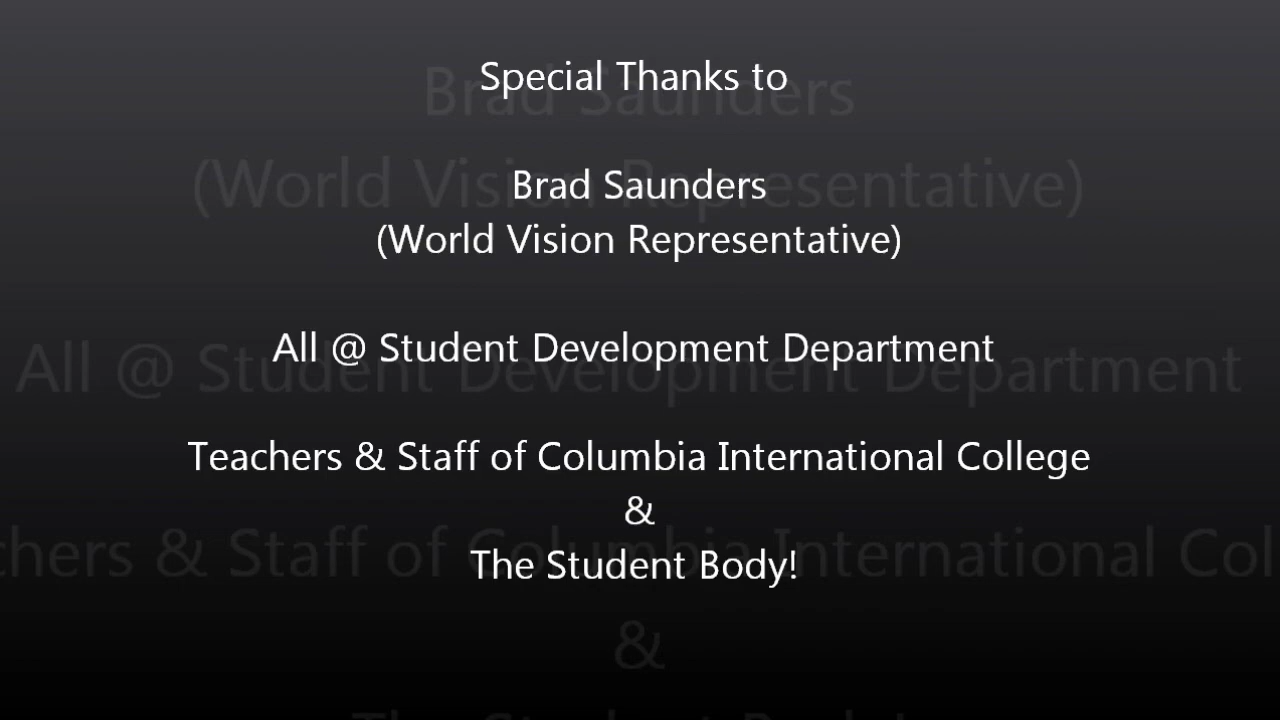 Special Thanks to
Brad Saunders
(World Vision Representative)
All @ Student Development Department
Teachers & Staff of Columbia International College
&
The Student Body!